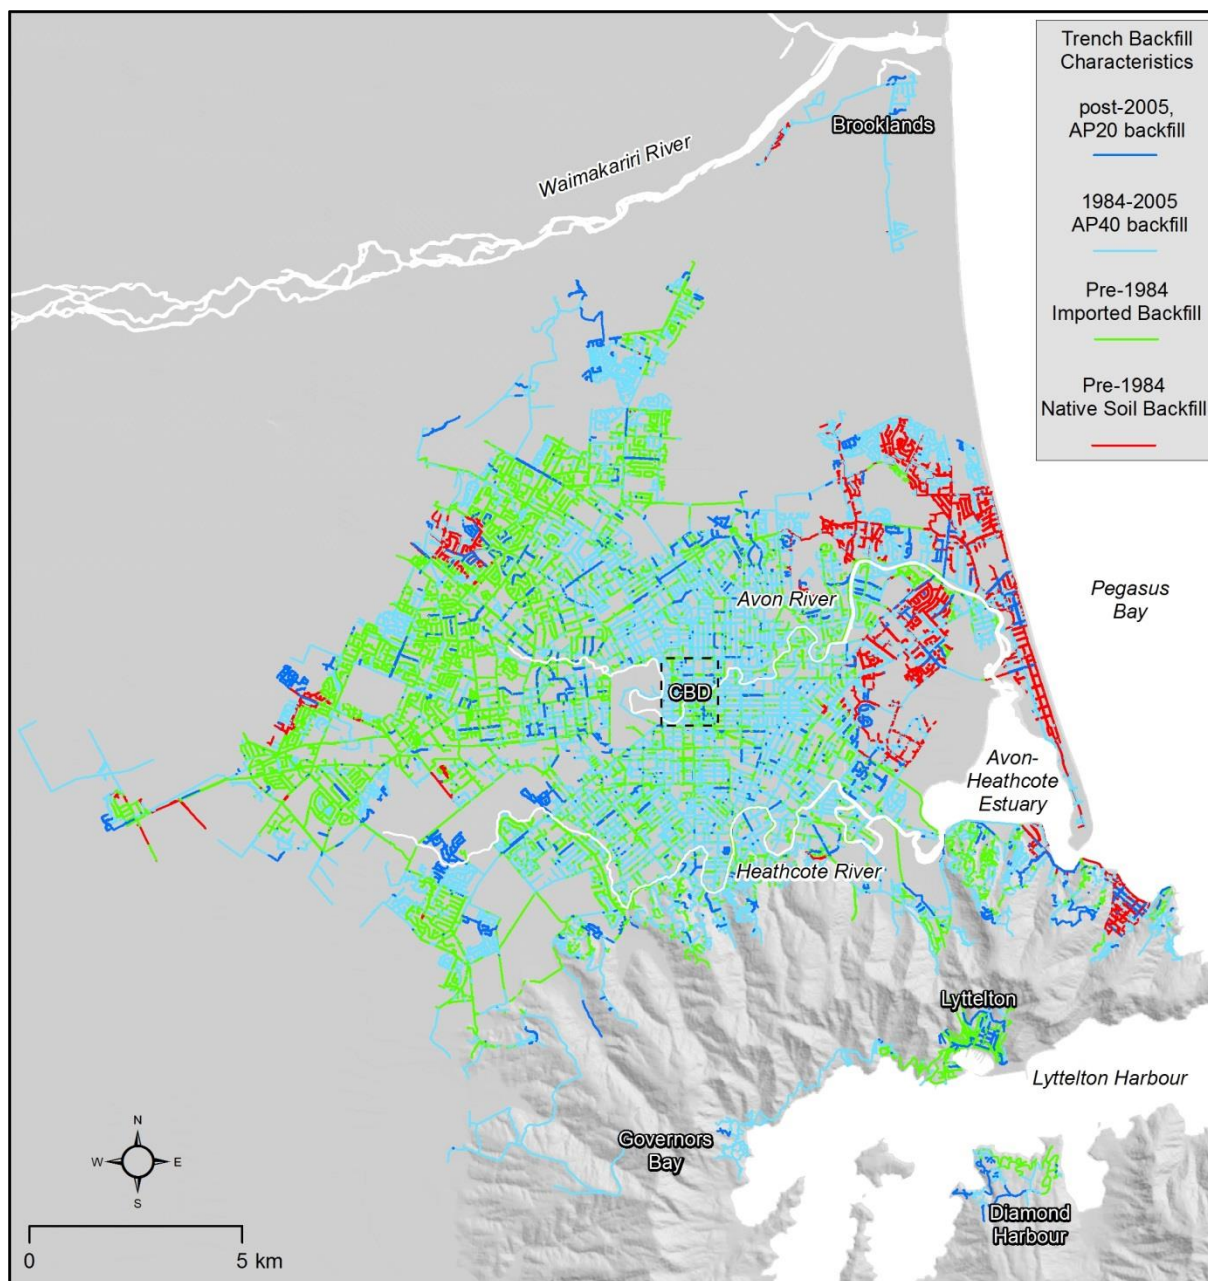 Trench Backfill
Characteristics
post-2005,
AP20 backfill
1984-2005
AP40 backfill
Pre-1984
Imported Backfill
Pre-1984
Native Soil Backfill
Brooklands
Waimakariri River
Avon River
Pegasus
Bay
CBD
Avon-
Heathcote
Estuary
Heathcote River
Lyttelton
Lyttelton Harbour
Governors
Bay
Diamond
Harbour
N
W E
S
0 5 km